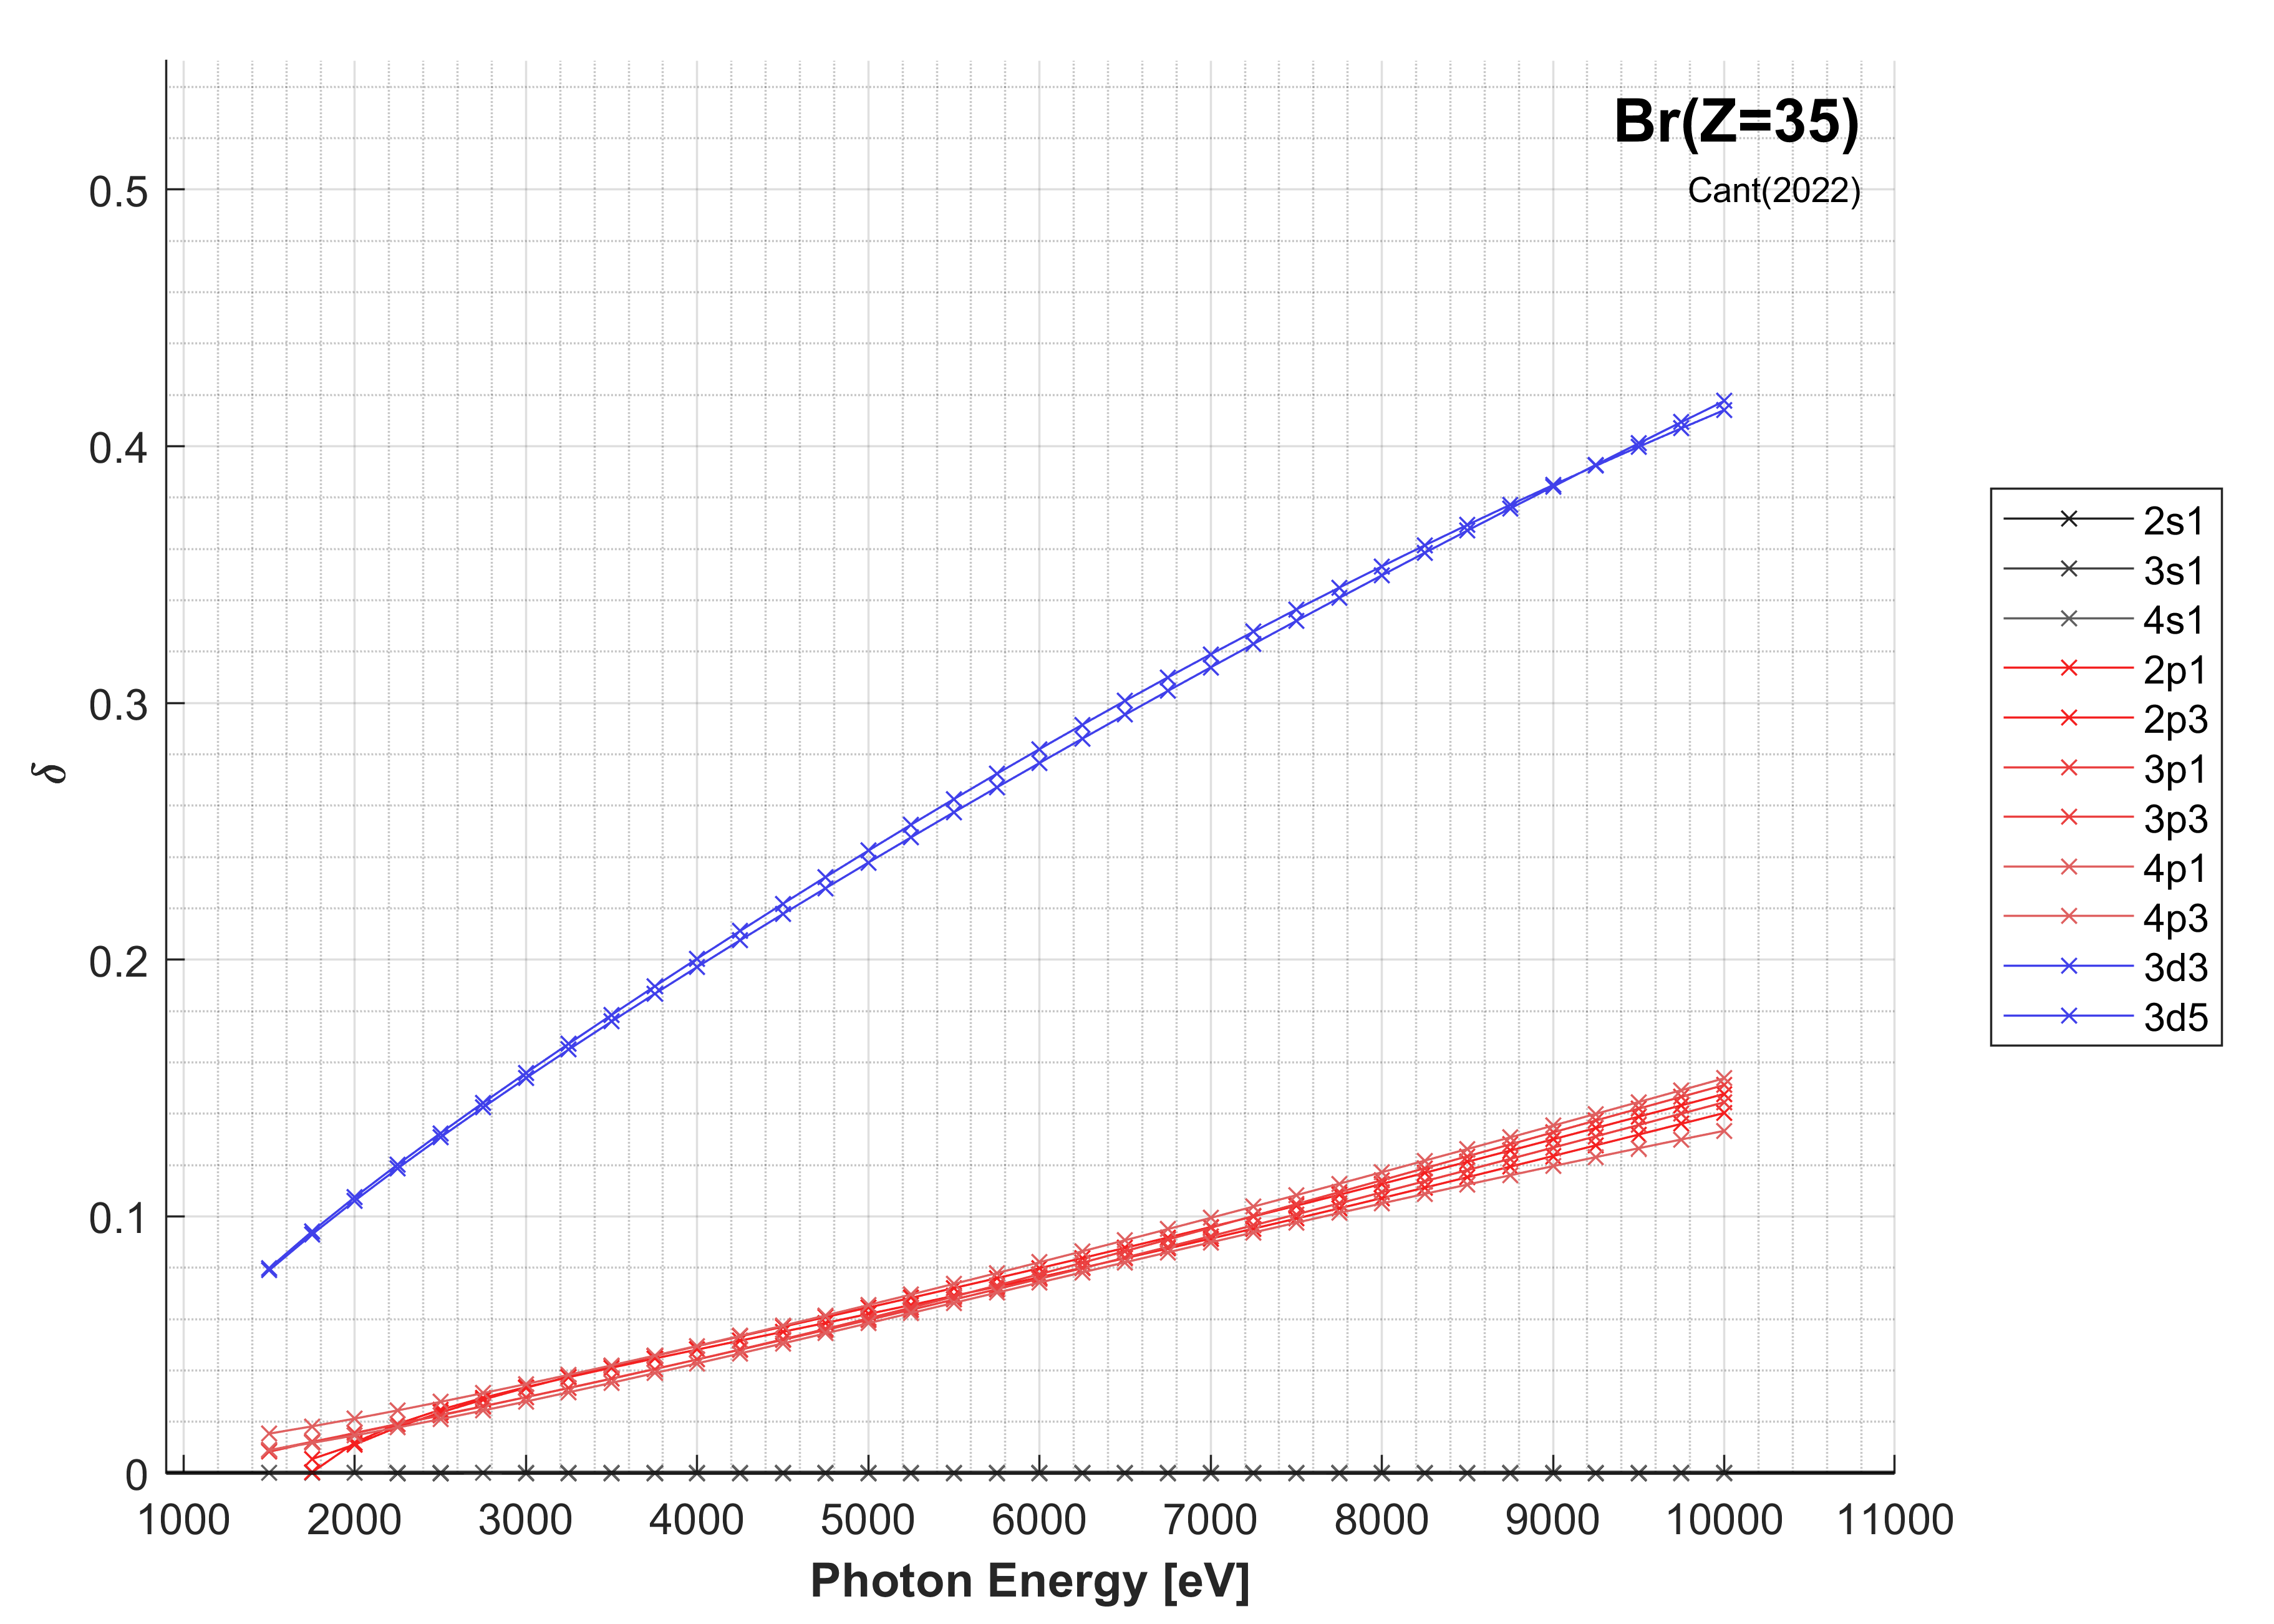 Br(Z=35)
Cant(2022)
0.5
0.4
0.3
0.2
0.1
0
δ
1000 2000 3000 4000 5000 6000 7000 8000 9000 10000 11000
Photon Energy [eV]
2s1
3s1
4s1
2p1
2p3
3p1
3p3
4p1
4p3
3d3
3d5